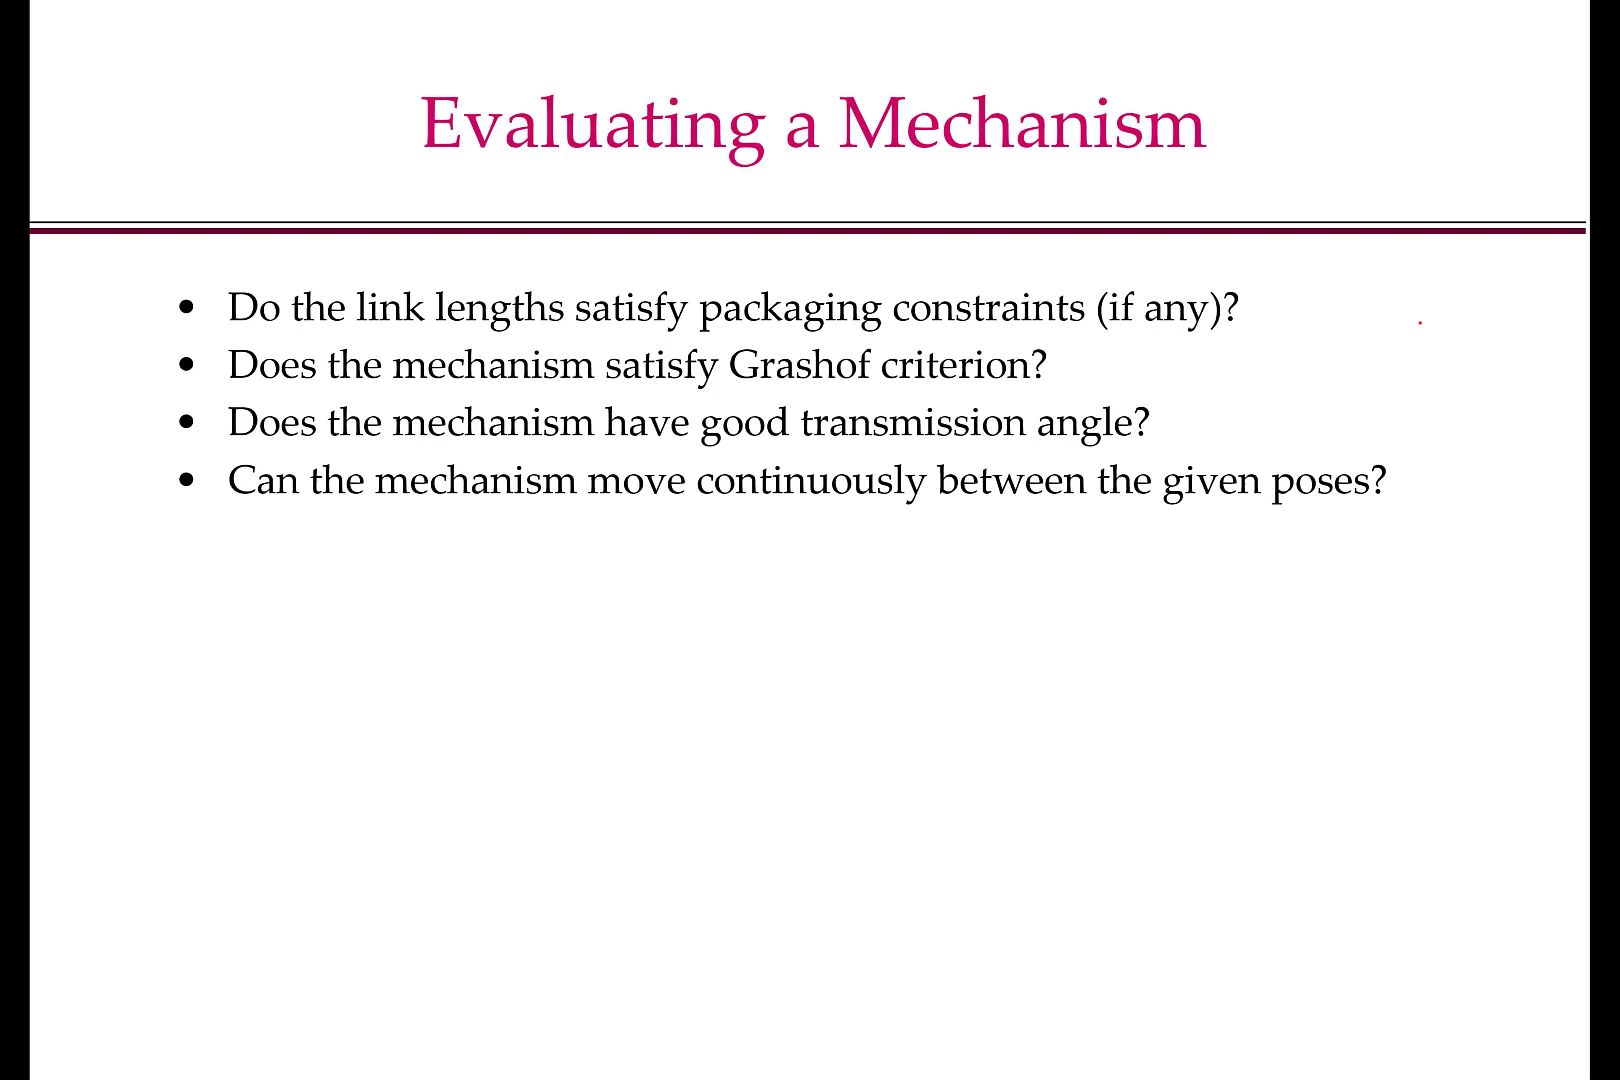 Evaluating a Mechanism
• Do the link lengths satisfy packaging constraints (if any)?
• Does the mechanism satisfy Grashof criterion?
• Does the mechanism have good transmission angle?
• Can the mechanism move continuously between the given poses?